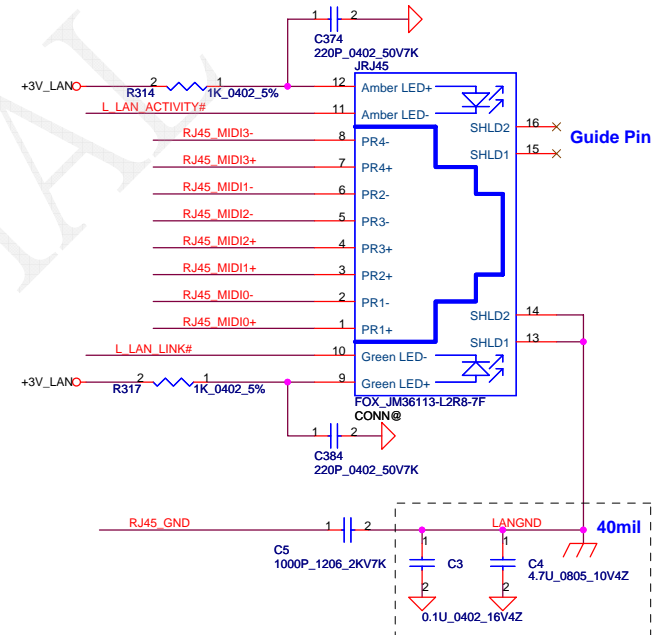 1 2
C374
220P_0402_50V7K
JRJ45
+3V_LAN 2 1 12 Amber LED+
R314 1K_0402_5%
L_LAN_ACTIVITY# 11 Amber LED-
SHLD2 16
Guide Pin
RJ45_MIDI3- 8 PR4-
SHLD1 15
RJ45_MIDI3+ 7 PR4+
RJ45_MIDI1- 6 PR2-
RJ45_MIDI2- 5 PR3-
RJ45_MIDI2+ 4 PR3+
RJ45_MIDI1+ 3 PR2+
RJ45_MIDI0- 2 PR1-
SHLD2 14
RJ45_MIDI0+ 1 PR1+
SHLD1 13
L_LAN_LINK# 10 Green LED-
+3V_LAN 2 1 9 Green LED+
R317 1K_0402_5%
FOX_JM36113-L2R8-7F
CONN@
1 2
C384
220P_0402_50V7K
RJ45_GND 1 2 LANGND 40mil
C5
1000P_1206_2KV7K
1 1
C3 C4
4.7U_0805_10V4Z
2 2
0.1U_0402_16V4Z